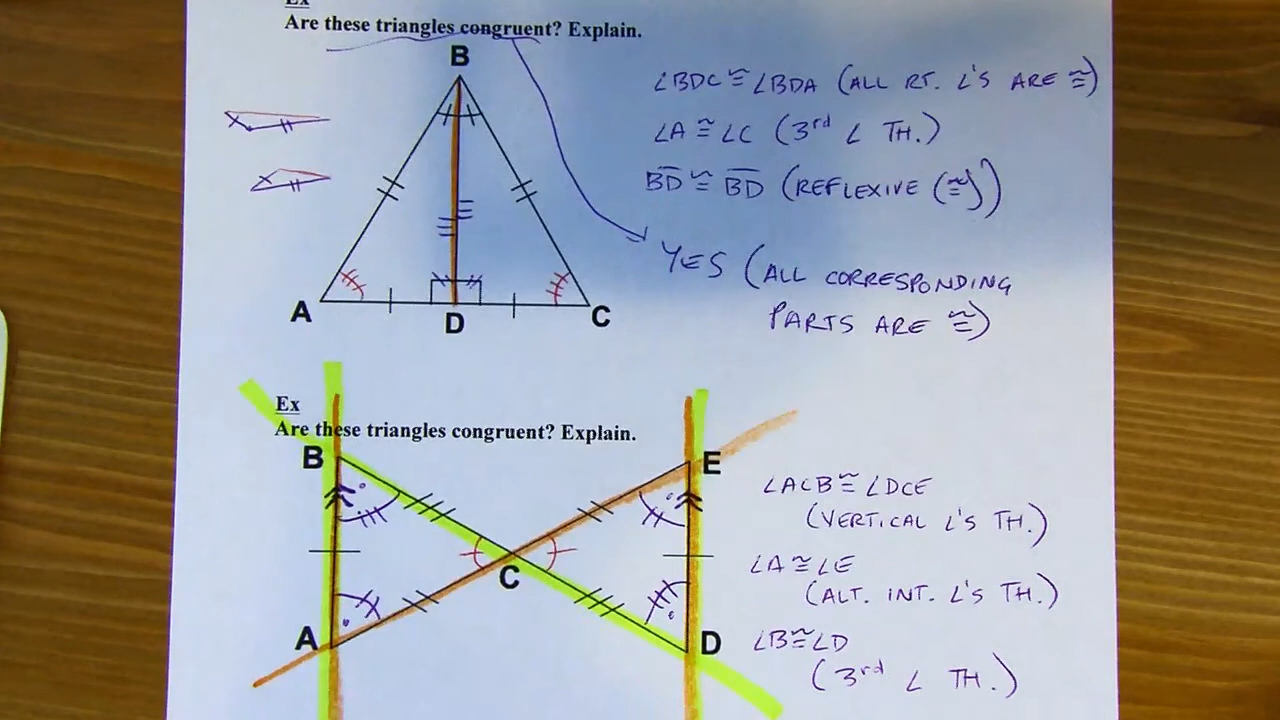 Ex
Are these triangles congruent? Explain.
B
A
D
C
∠BDC ≅ ∠BDA (ALL RT. ∠'S ARE ≅)
∠A ≅ ∠C (3rd ∠ TH.)
BD ≅ BD (REFLEXIVE (≅))
YES (ALL CORRESPONDING
PARTS ARE ≅)
Ex
Are these triangles congruent? Explain.
B
E
C
A
D
∠ACB ≅ ∠DCE
(VERTICAL ∠'S TH.)
∠A ≅ ∠E
(ALT. INT. ∠'S TH.)
∠B ≅ ∠D
(3rd ∠ TH.)